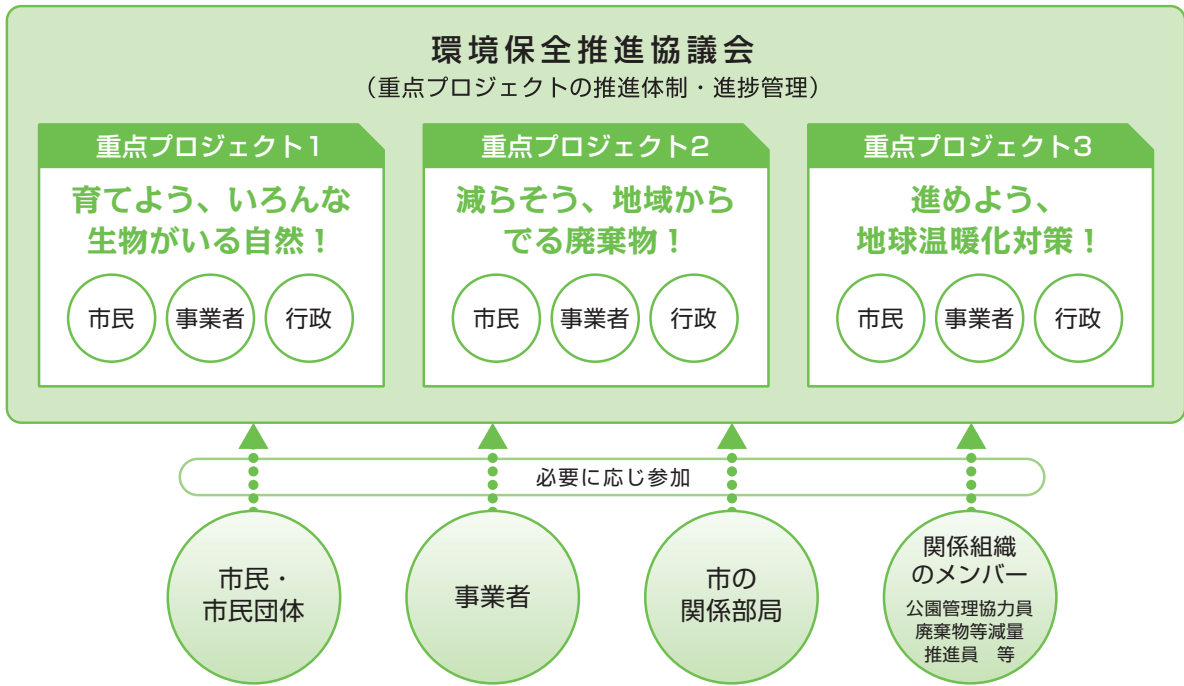 環境保全推進協議会
（重点プロジェクトの推進体制・進捗管理）
重点プロジェクト1
育てよう、いろんな
生物がいる自然！
市民
事業者
行政
重点プロジェクト2
減らそう、地域から
でる廃棄物！
市民
事業者
行政
重点プロジェクト3
進めよう、
地球温暖化対策！
市民
事業者
行政
必要に応じ参加
市民・
市民団体
事業者
市の
関係部局
関係組織
のメンバー
公園管理協力員
廃棄物等減量
推進員　等